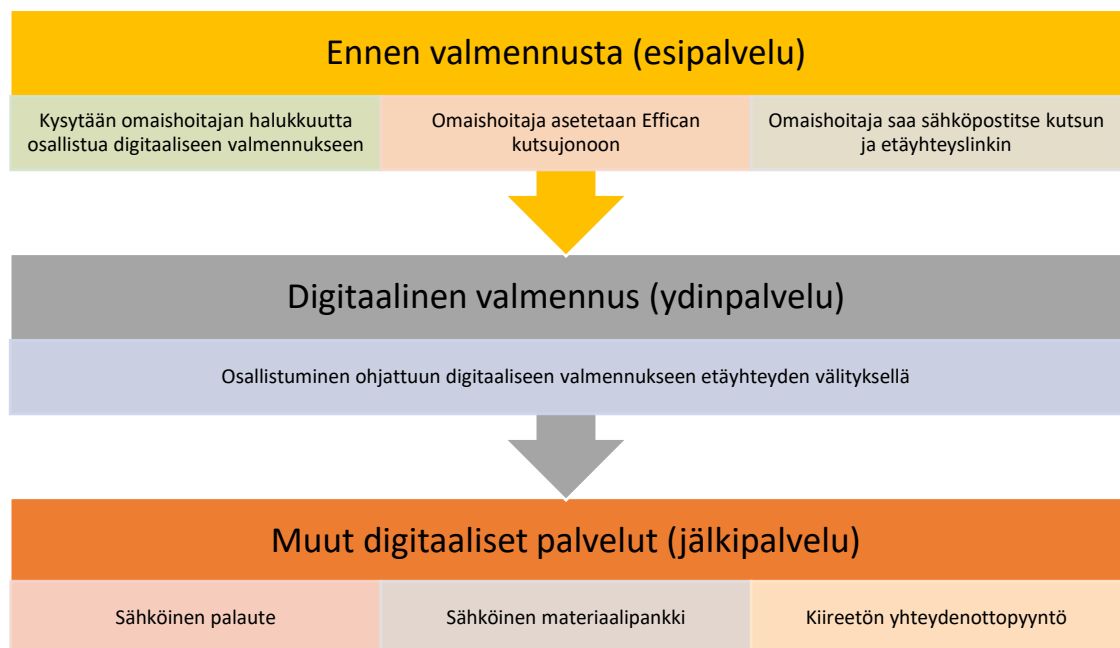 Ennen valmennusta (esipalvelu)
Kysytään omaishoitajan halukkuutta
osallistua digitaaliseen valmennukseen
Omaishoitaja asetetaan Effican
kutsujonoon
Omaishoitaja saa sähköpostitse kutsun
ja etäyhteyslinkin
Digitaalinen valmennus (ydinpalvelu)
Osallistuminen ohjattuun digitaaliseen valmennukseen etäyhteyden välityksellä
Muut digitaaliset palvelut (jälkipalvelu)
Sähköinen palaute
Sähköinen materiaalipankki
Kiireetön yhteydenottopyyntö